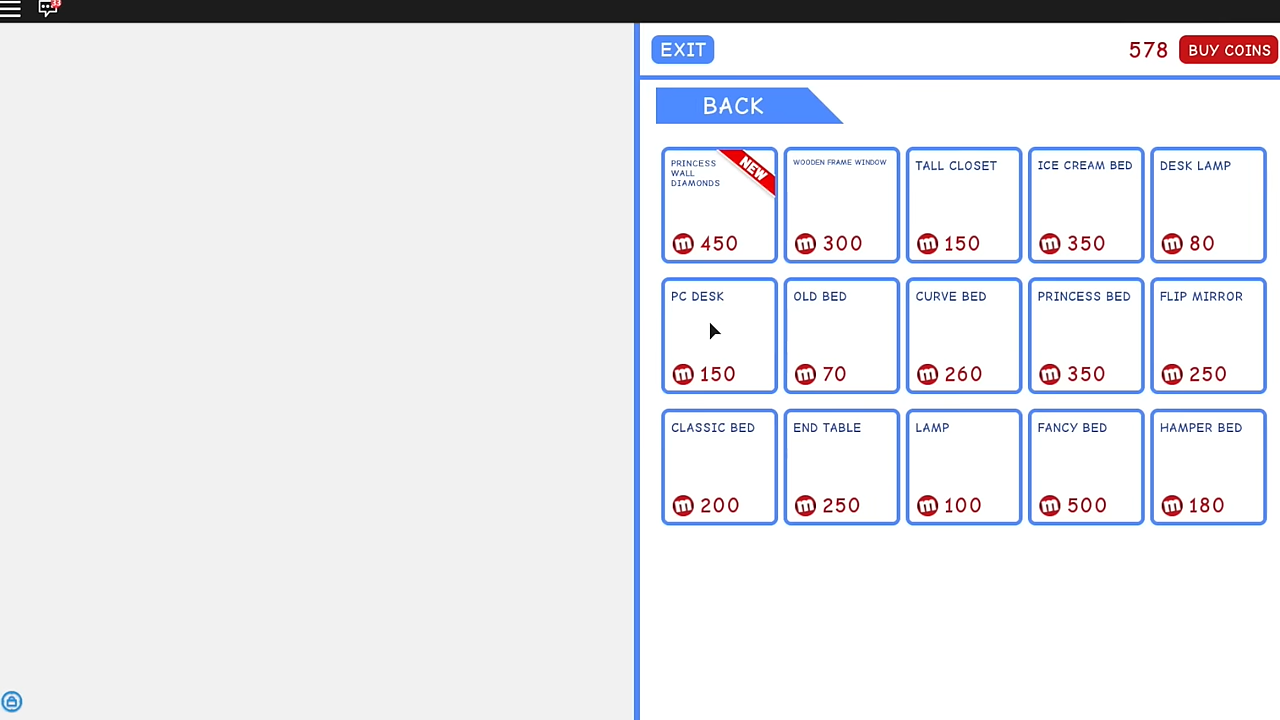 33
EXIT
578
BUY COINS
BACK
PRINCESS
WALL
DIAMONDS
NEW
m 450
WOODEN FRAME WINDOW
m 300
TALL CLOSET
m 150
ICE CREAM BED
m 350
DESK LAMP
m 80
PC DESK
m 150
OLD BED
m 70
CURVE BED
m 260
PRINCESS BED
m 350
FLIP MIRROR
m 250
CLASSIC BED
m 200
END TABLE
m 250
LAMP
m 100
FANCY BED
m 500
HAMPER BED
m 180